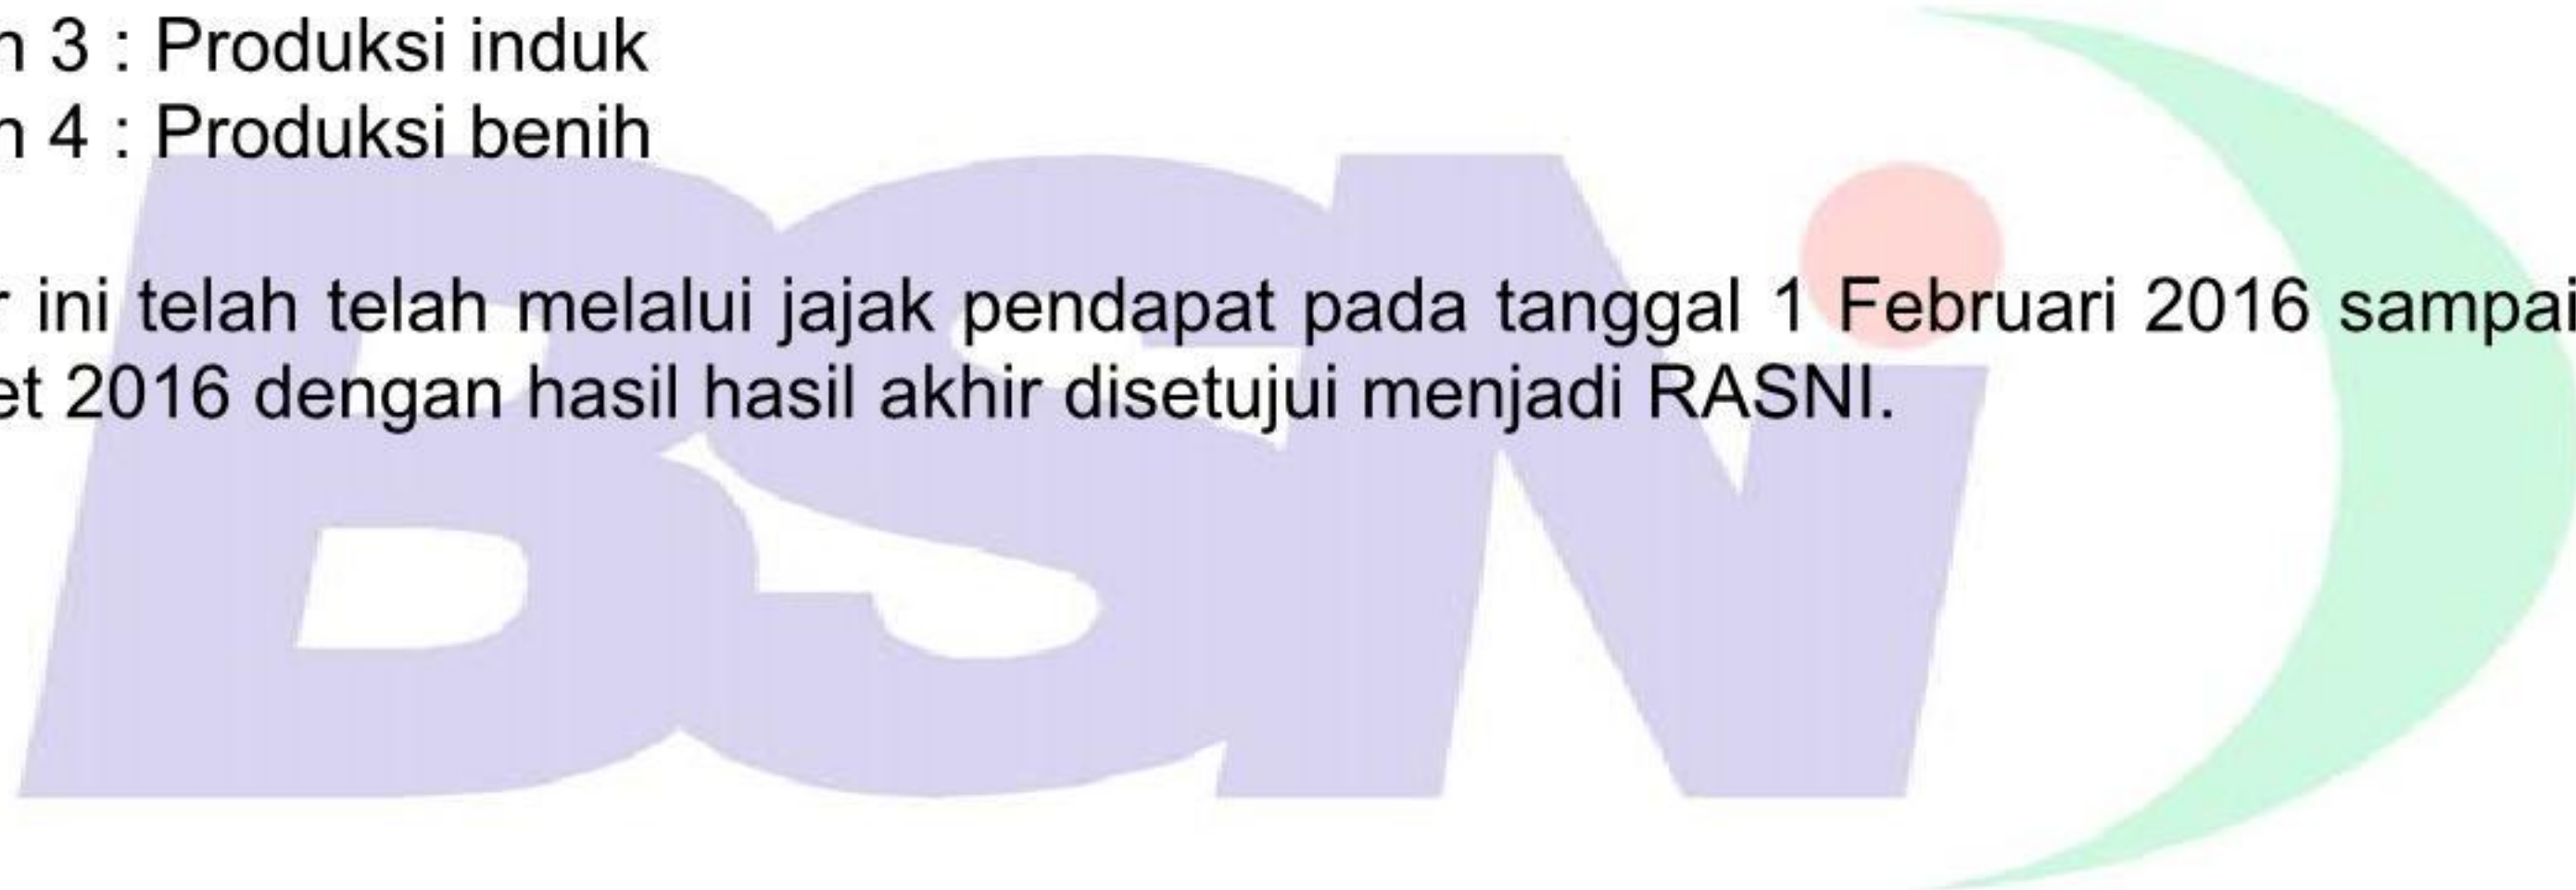 n 3 : Produksi induk
n 4 : Produksi benih
r ini telah telah melalui jajak pendapat pada tanggal 1 Februari 2016 sampai
et 2016 dengan hasil hasil akhir disetujui menjadi RASNI.
BSNi